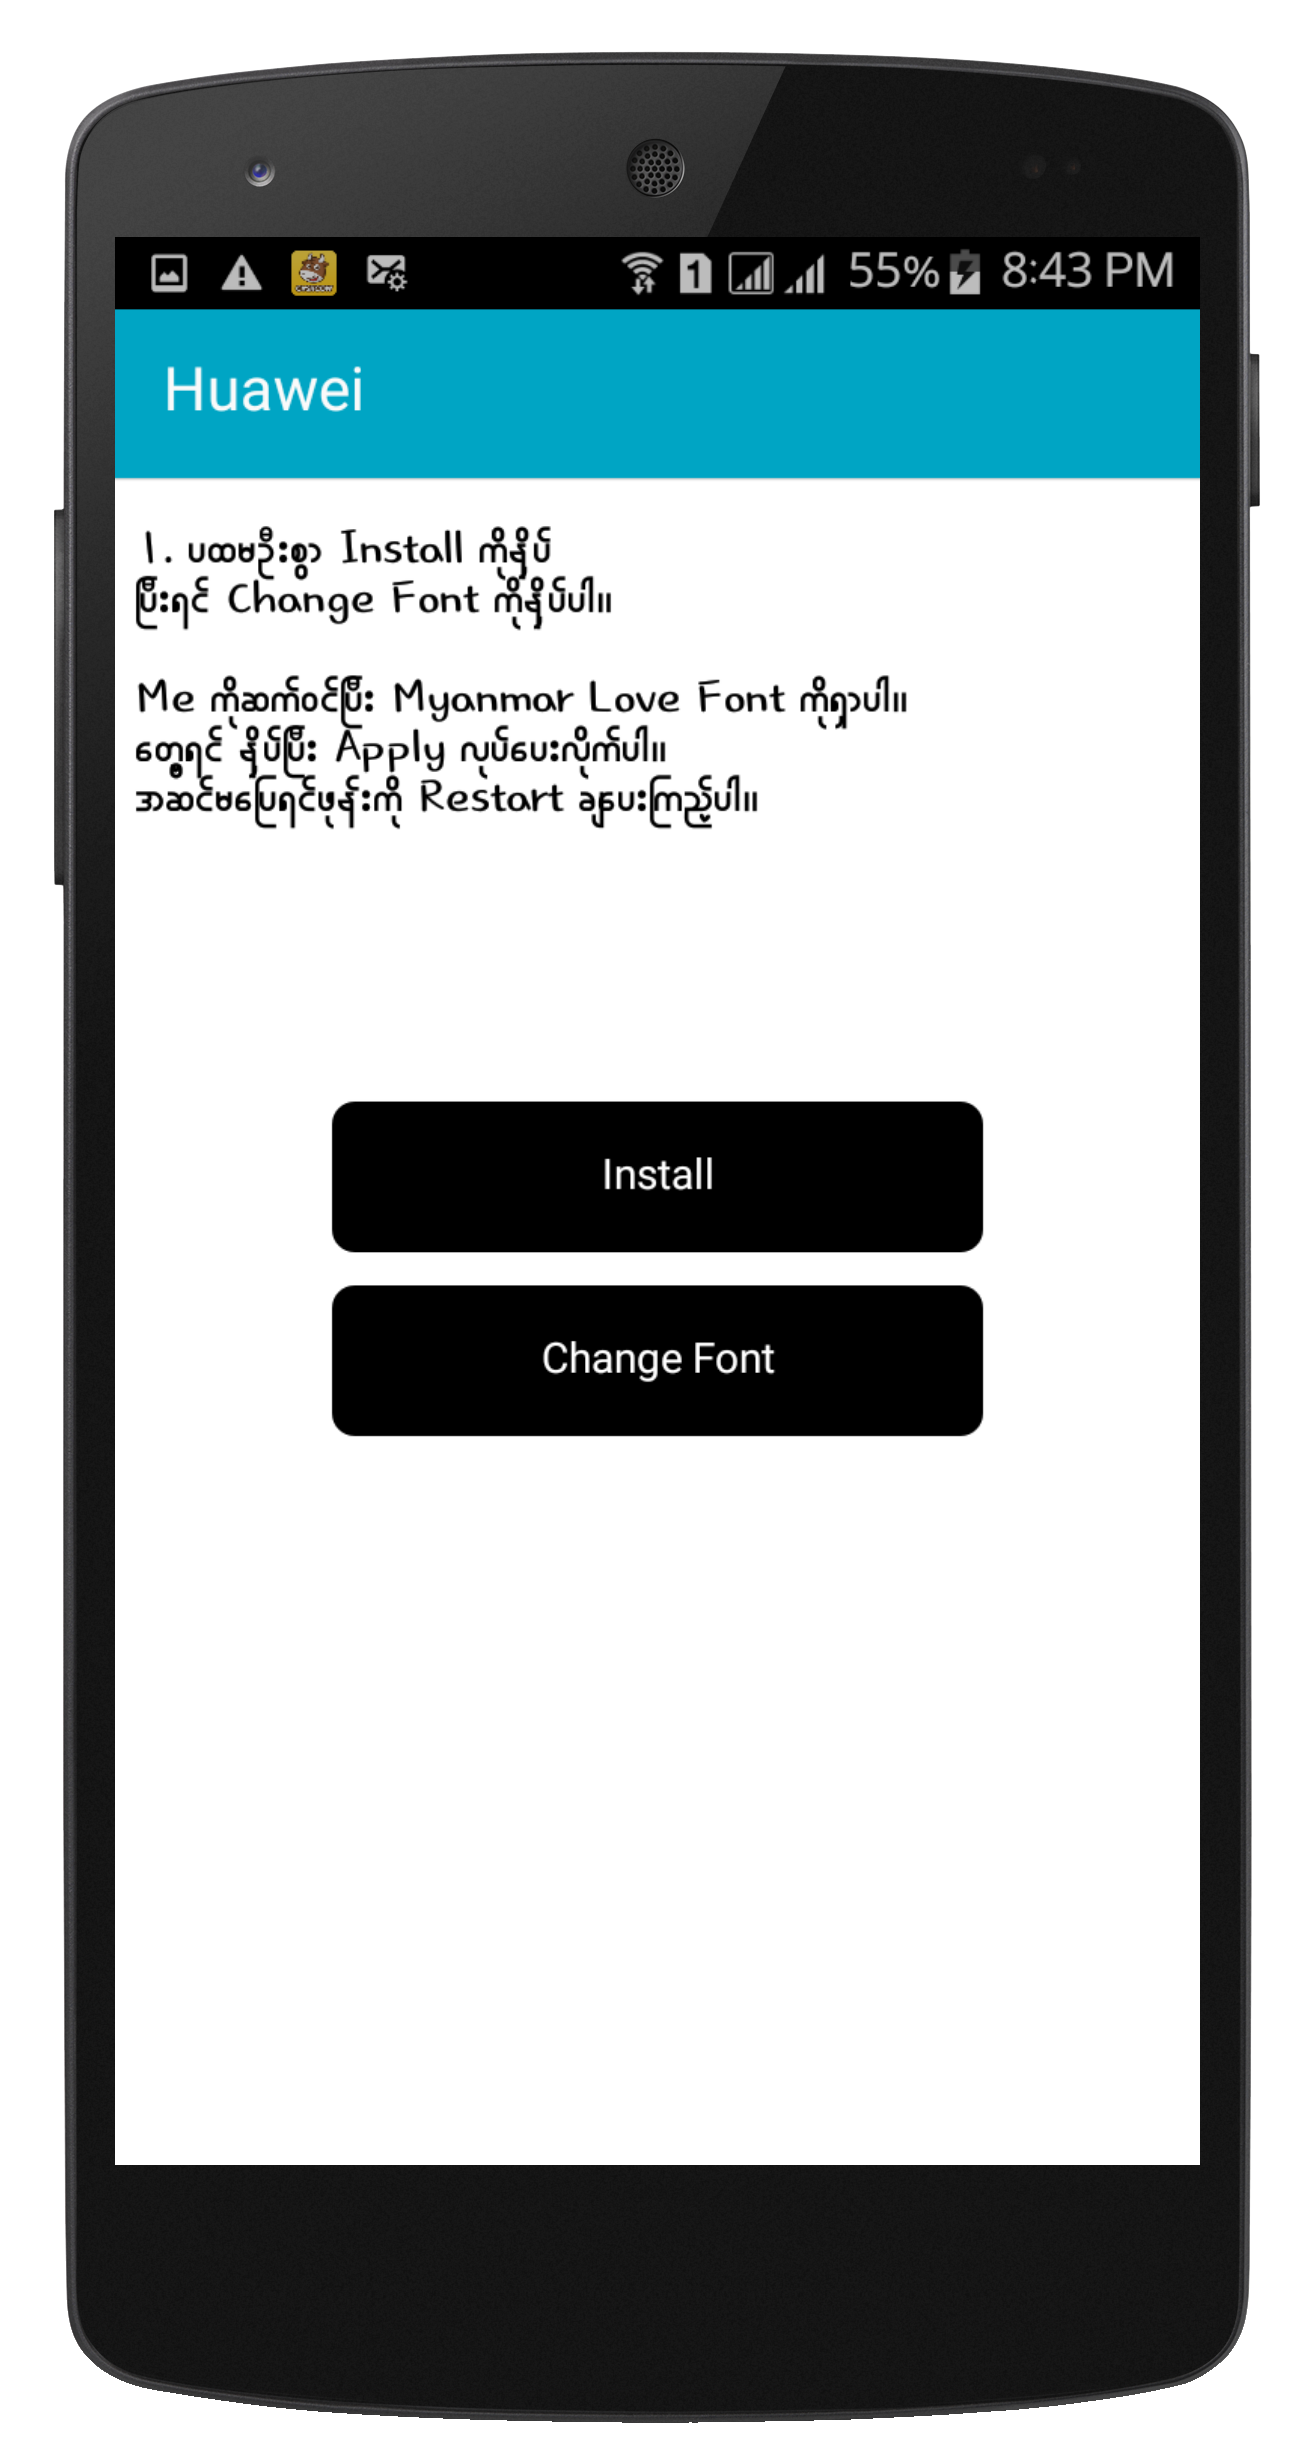 55% 8:43 PM
Huawei
၂. ပထမဦးစွာ Install ကိုနှိပ်
ပြီးရင် Change Font ကိုနှိပ်ပါ။
Me ကိုဆက်ဝင်ပြီး Myanmar Love Font ကိုရှာပါ။
တွေ့ရင် နှိပ်ပြီး Apply လုပ်ပေးလိုက်ပါ။
အဆင်မပြေရင်ဖုန်းကို Restart ချပေးကြည့်ပါ။
Install
Change Font